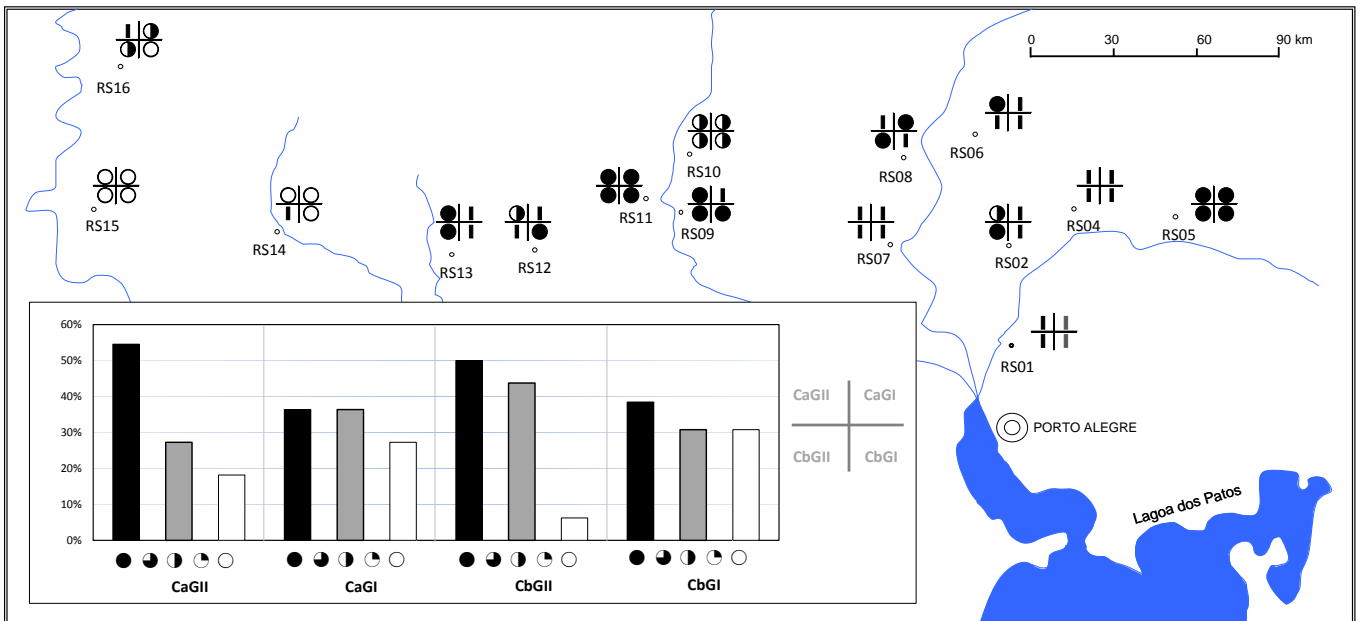 0 30 60 90 km
RS16
RS10
RS08
RS06
RS15
RS14
RS13
RS12
RS11
RS09
RS07
RS02
RS04
RS05
RS01
60%
50%
40%
30%
20%
10%
0%
CaGII CaGI CbGII CbGI
CaGII CaGI
CbGII CbGI
PORTO ALEGRE
Lagoa dos Patos